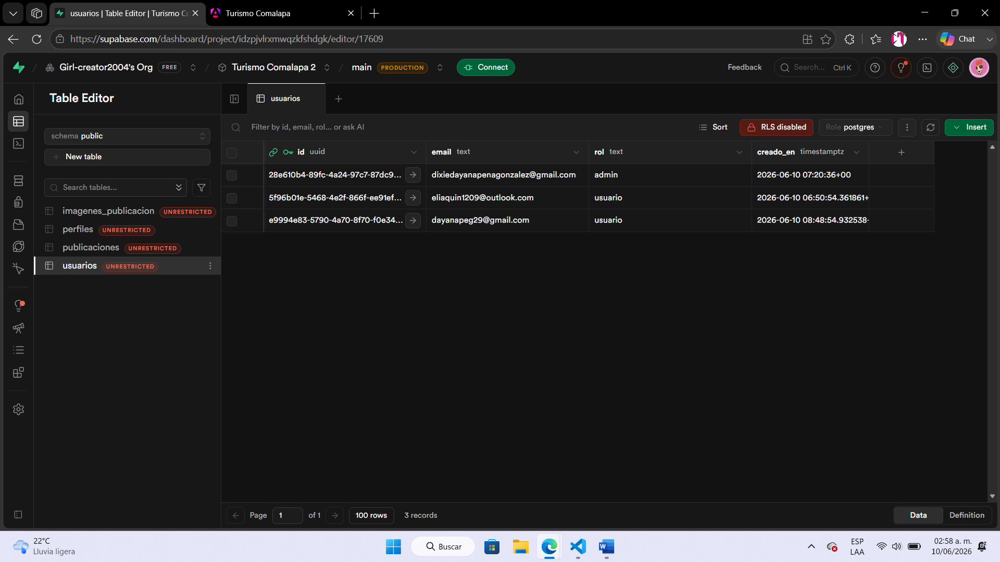 usuarios | Table Editor | Turismo Co
Turismo Comalapa
https://supabase.com/dashboard/project/idzpjvlrxmwqzkfshdgk/editor/17609
Chat
Girl-creator2004's Org FREE
Turismo Comalapa 2
main PRODUCTION
Connect
Feedback
Search... Ctrl K
Table Editor
usuarios
schema public
New table
Search tables...
imagenes_publicacion UNRESTRICTED
perfiles UNRESTRICTED
publicaciones UNRESTRICTED
usuarios UNRESTRICTED
Filter by id, email, rol... or ask AI
Sort
RLS disabled
Role postgres
Insert
id uuid email text rol text creado_en timestamptz
28e610b4-89fc-4a24-97c7-87dc9... dixiedayanapenagonzalez@gmail.com admin 2026-06-10 07:20:36+00
5f96b01e-5468-4e2f-866f-ee91ef... eliaquin1209@outlook.com usuario 2026-06-10 06:50:54.361861+
e9994e83-5790-4a70-8f70-f0e34... dayanapeg29@gmail.com usuario 2026-06-10 08:48:54.932538-
Page 1 of 1
100 rows
3 records
Data
Definition
22°C
Lluvia ligera
Buscar
ESP
LAA
02:58 a. m.
10/06/2026